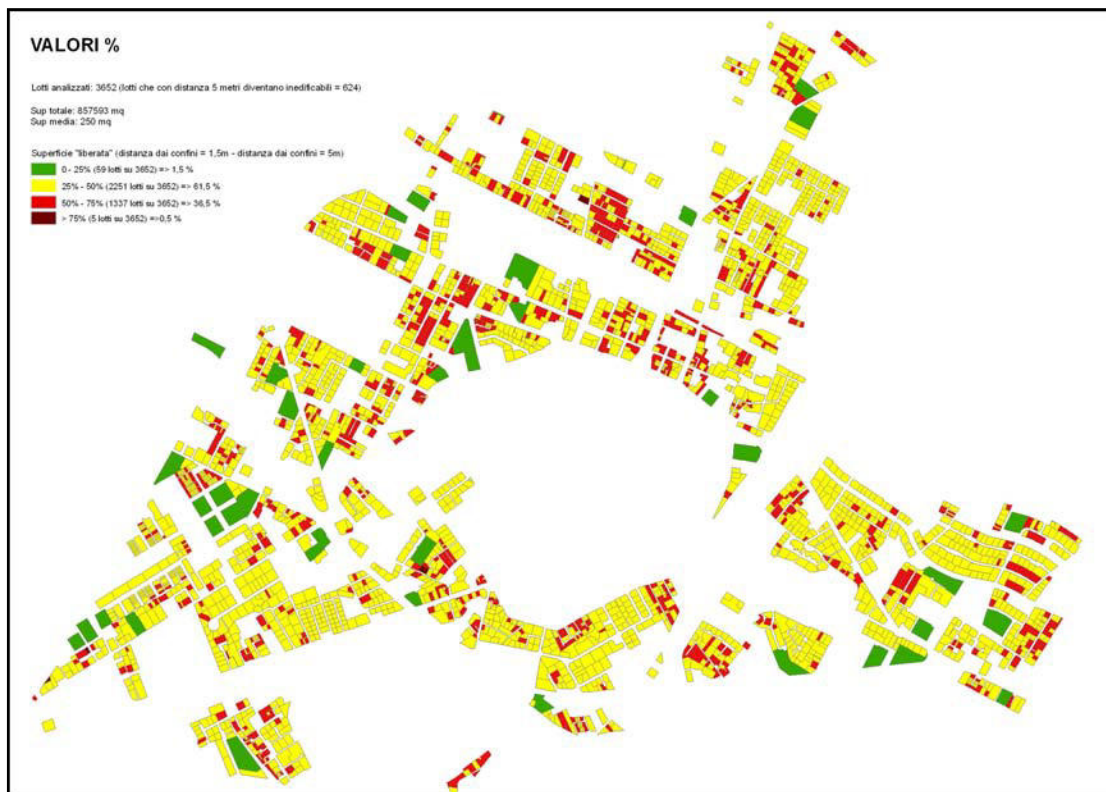 VALORI %
Lotti analizzati: 3652 (lotti che con distanza 5 metri diventano inedificabili = 624)
Sup totale: 857593 mq
Sup media: 250 mq
Superficie "liberata" (distanza dai confini = 1,5m - distanza dai confini = 5m)
0 - 25% (59 lotti su 3652) => 1,5 %
25% - 50% (2251 lotti su 3652) => 61,5 %
50% - 75% (1337 lotti su 3652) => 36,5 %
> 75% (5 lotti su 3652) =>0,5 %